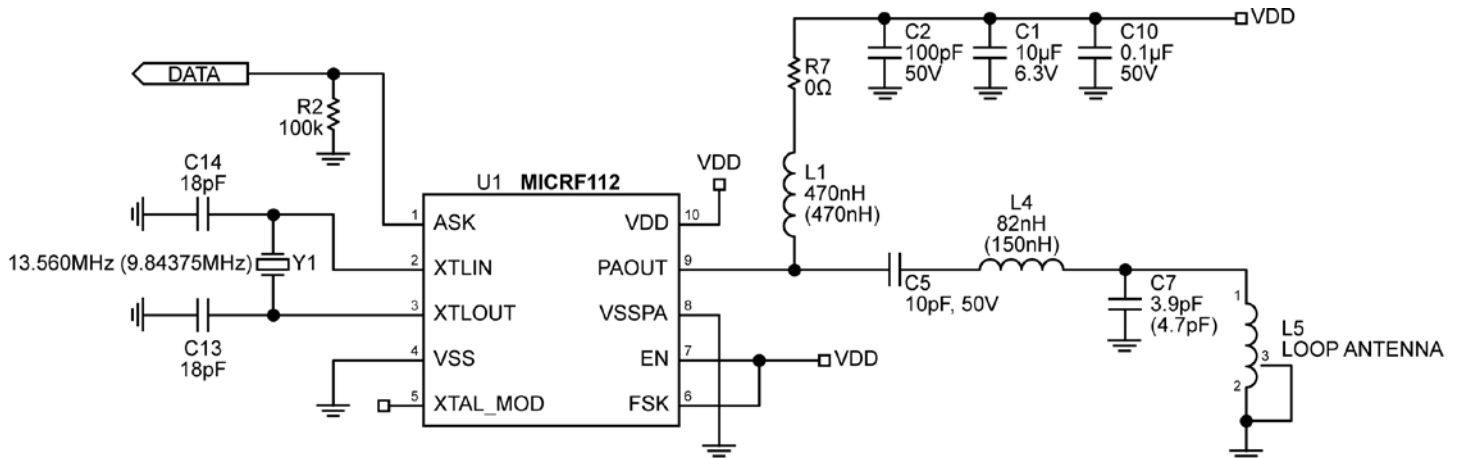 VDD
C2
100pF
50V
C1
10µF
6.3V
C10
0.1µF
50V
DATA
R7
0Ω
R2
100k
C14
18pF
U1 MICRF112
VDD
L1
470nH
(470nH)
L4
82nH
(150nH)
1 ASK
VDD 10
13.560MHz (9.84375MHz) Y1
2 XTLIN
PAOUT 9
C5
10pF, 50V
C7
3.9pF
(4.7pF)
3 XTLOUT
VSSPA 8
C13
18pF
4 VSS
EN 7
VDD
5 XTAL_MOD
FSK 6
1
L5
LOOP ANTENNA
3
2